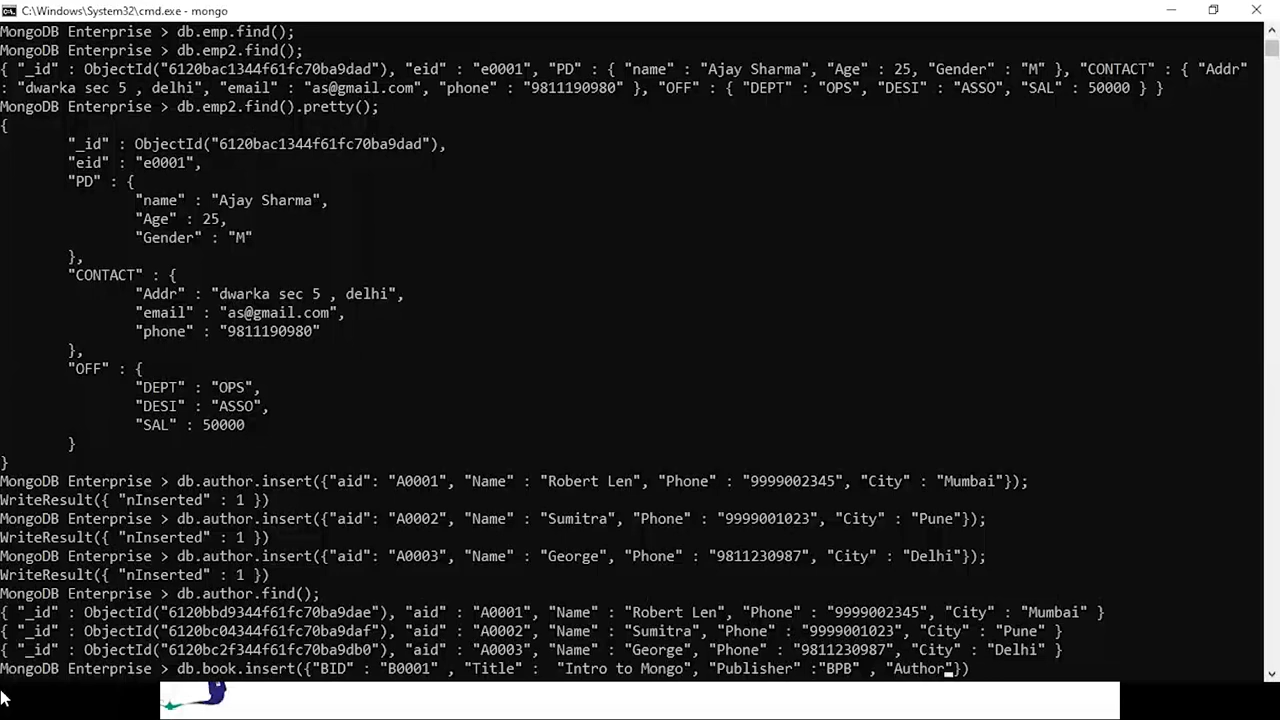 C:\Windows\System32\cmd.exe - mongo
MongoDB Enterprise > db.emp.find();
MongoDB Enterprise > db.emp2.find();
{ "_id" : ObjectId("6120bac1344f61fc70ba9dad"), "eid" : "e0001", "PD" : { "name" : "Ajay Sharma", "Age" : 25, "Gender" : "M" }, "CONTACT" : { "Addr"
: "dwarka sec 5 , delhi", "email" : "as@gmail.com", "phone" : "9811190980" }, "OFF" : { "DEPT" : "OPS", "DESI" : "ASSO", "SAL" : 50000 } }
MongoDB Enterprise > db.emp2.find().pretty();
{
"_id" : ObjectId("6120bac1344f61fc70ba9dad"),
"eid" : "e0001",
"PD" : {
"name" : "Ajay Sharma",
"Age" : 25,
"Gender" : "M"
},
"CONTACT" : {
"Addr" : "dwarka sec 5 , delhi",
"email" : "as@gmail.com",
"phone" : "9811190980"
},
"OFF" : {
"DEPT" : "OPS",
"DESI" : "ASSO",
"SAL" : 50000
}
}
MongoDB Enterprise > db.author.insert({"aid": "A0001", "Name" : "Robert Len", "Phone" : "9999002345", "City" : "Mumbai"});
WriteResult({ "nInserted" : 1 })
MongoDB Enterprise > db.author.insert({"aid": "A0002", "Name" : "Sumitra", "Phone" : "9999001023", "City" : "Pune"});
WriteResult({ "nInserted" : 1 })
MongoDB Enterprise > db.author.insert({"aid": "A0003", "Name" : "George", "Phone" : "9811230987", "City" : "Delhi"});
WriteResult({ "nInserted" : 1 })
MongoDB Enterprise > db.author.find();
{ "_id" : ObjectId("6120bbd9344f61fc70ba9dae"), "aid" : "A0001", "Name" : "Robert Len", "Phone" : "9999002345", "City" : "Mumbai" }
{ "_id" : ObjectId("6120bc04344f61fc70ba9daf"), "aid" : "A0002", "Name" : "Sumitra", "Phone" : "9999001023", "City" : "Pune" }
{ "_id" : ObjectId("6120bc2f344f61fc70ba9db0"), "aid" : "A0003", "Name" : "George", "Phone" : "9811230987", "City" : "Delhi" }
MongoDB Enterprise > db.book.insert({"BID" : "B0001" , "Title" :  "Intro to Mongo", "Publisher" :"BPB" , "Author"})